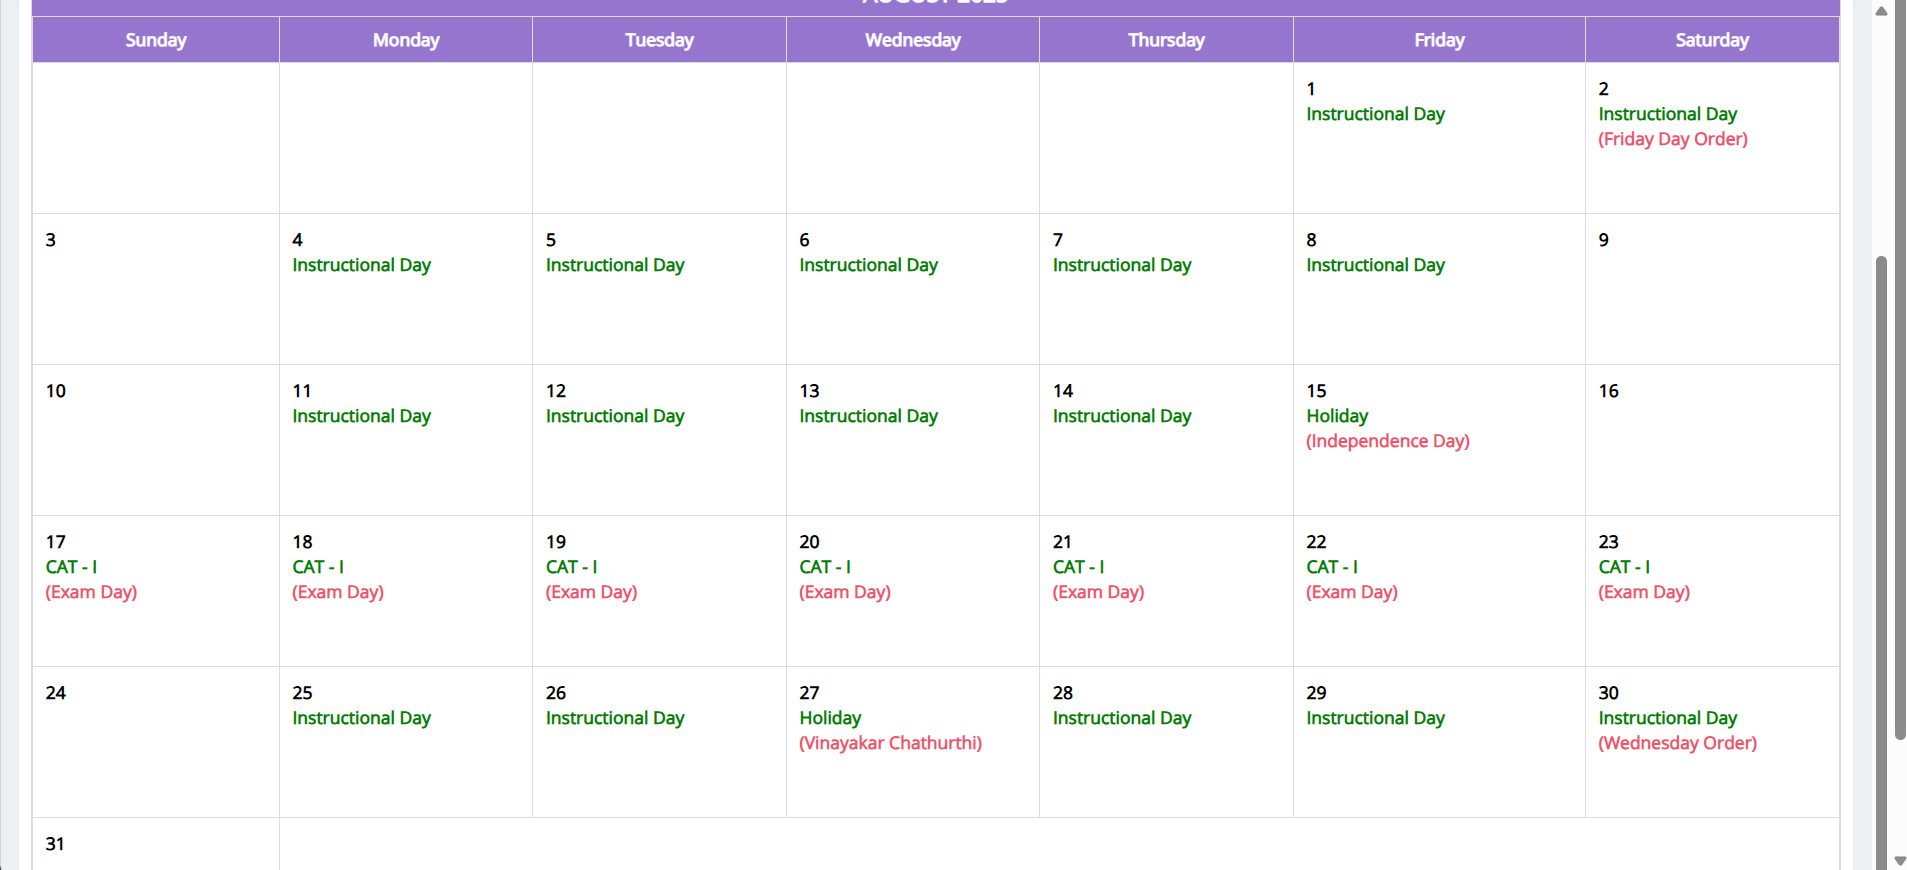 AUGUST 2025
Sunday Monday Tuesday Wednesday Thursday Friday Saturday
1 2
Instructional Day Instructional Day
(Friday Day Order)
3 4 5 6 7 8 9
Instructional Day Instructional Day Instructional Day Instructional Day Instructional Day
10 11 12 13 14 15 16
Instructional Day Instructional Day Instructional Day Instructional Day Holiday
(Independence Day)
17 18 19 20 21 22 23
CAT - I CAT - I CAT - I CAT - I CAT - I CAT - I CAT - I
(Exam Day) (Exam Day) (Exam Day) (Exam Day) (Exam Day) (Exam Day) (Exam Day)
24 25 26 27 28 29 30
Instructional Day Instructional Day Holiday Instructional Day Instructional Day Instructional Day
(Vinayakar Chathurthi) (Wednesday Order)
31